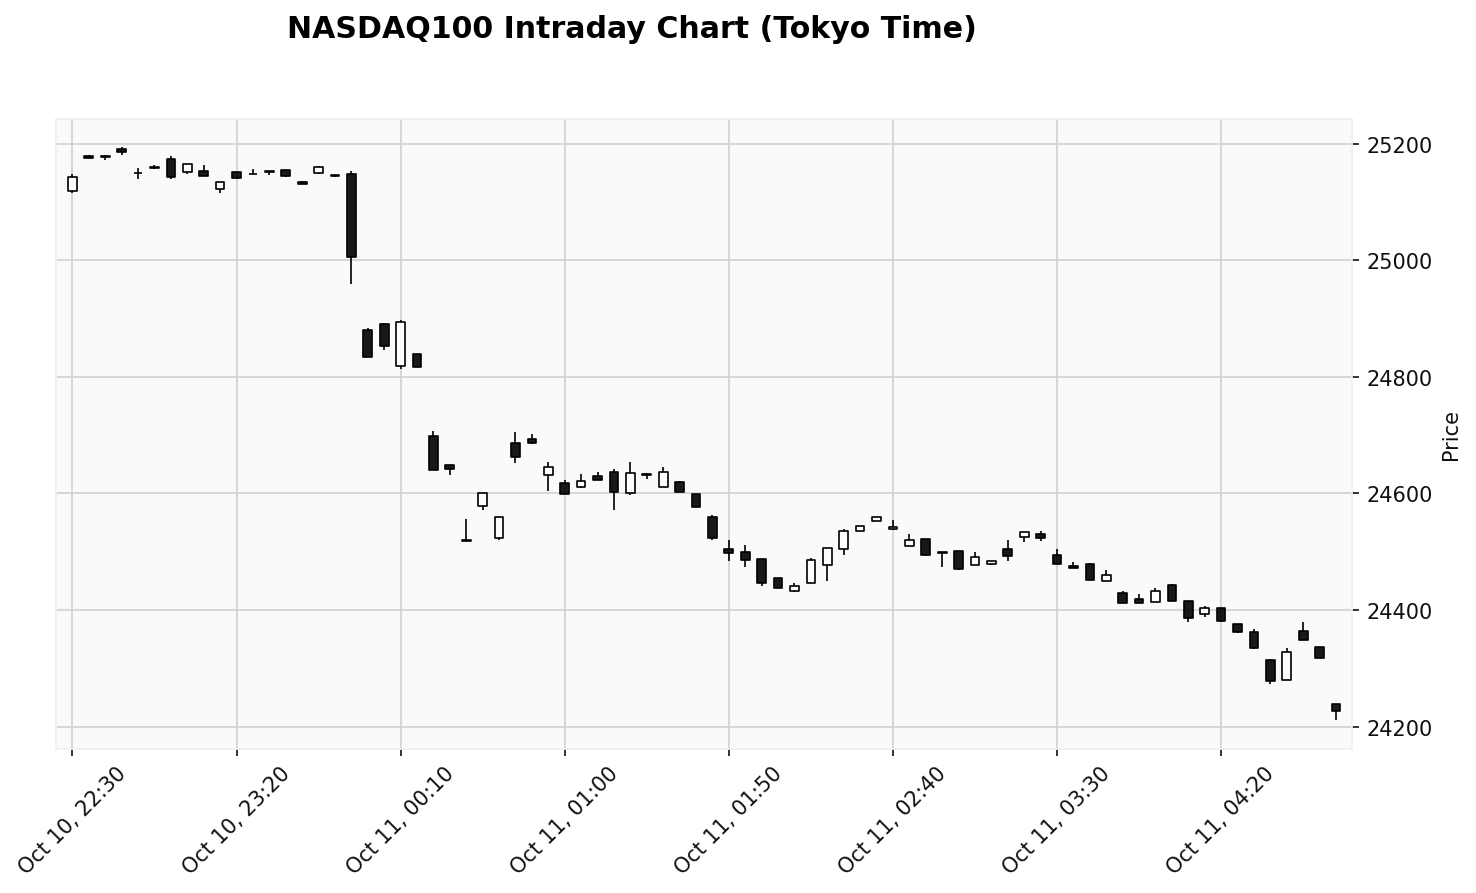 NASDAQ100 Intraday Chart (Tokyo Time)
25200
25000
24800
24600
24400
24200
Price
Oct 10, 22:30
Oct 10, 23:20
Oct 11, 00:10
Oct 11, 01:00
Oct 11, 01:50
Oct 11, 02:40
Oct 11, 03:30
Oct 11, 04:20